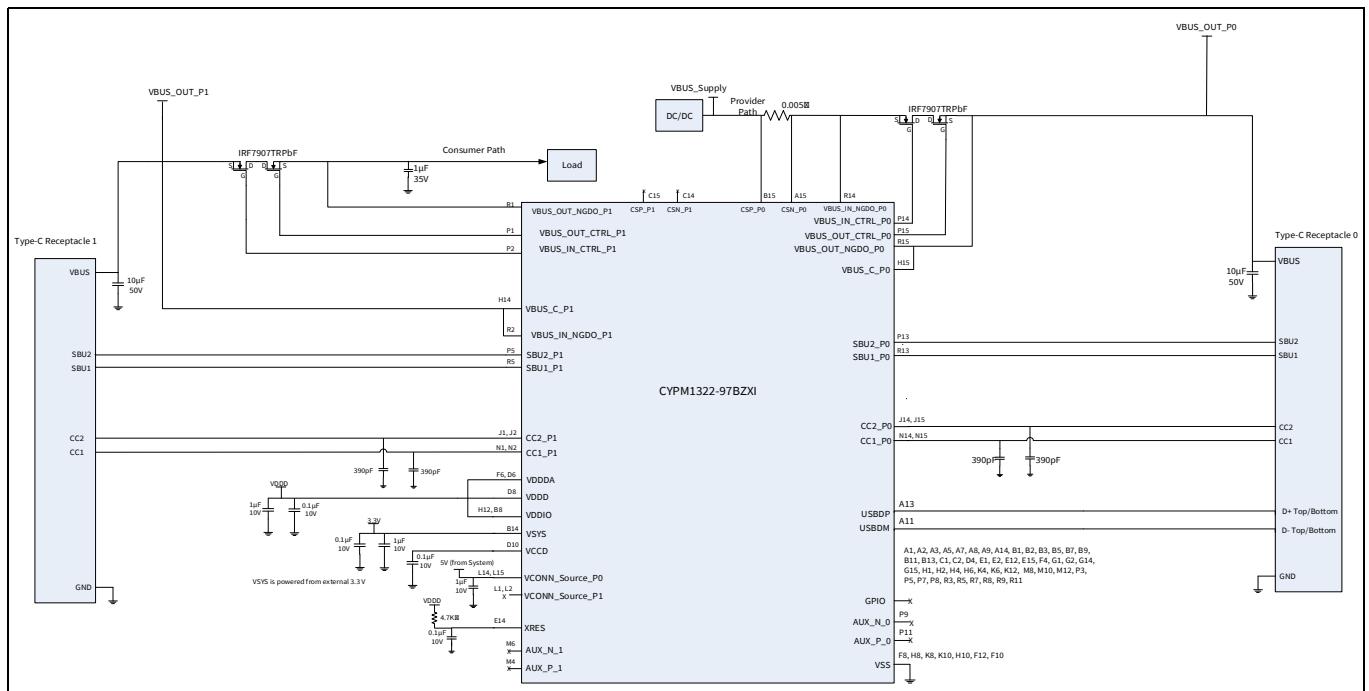 VBUS_OUT_P0
VBUS_OUT_P1
VBUS_Supply
DC/DC
Provider
Path
IRF7907TRPbF
S D D S
G G
IRF7907TRPbF
S D D S
G G
Consumer Path
1µF
35V
Load
C15
C14
B15
A15
R14
CSP_P1
CSN_P1
CSP_P0
CSN_P0
VBUS_IN_NGDO_P0
R1
VBUS_OUT_NGDO_P1
P1
VBUS_OUT_CTRL_P1
P2
VBUS_IN_CTRL_P1
VBUS_IN_CTRL_P0
P14
VBUS_OUT_CTRL_P0
P15
VBUS_OUT_NGDO_P0
R15
VBUS_C_P0
H15
Type-C Receptacle 1
VBUS
10µF
50V
Type-C Receptacle 0
VBUS
10µF
50V
H14
VBUS_C_P1
R2
VBUS_IN_NGDO_P1
SBU2
P5
SBU2_P1
SBU1
R5
SBU1_P1
SBU2_P0
P13
SBU2
SBU1_P0
R13
SBU1
CYPM1322-97BZXI
CC2
J1, J2
CC2_P1
CC1
N1, N2
CC1_P1
390pF
390pF
CC2_P0
J14, J15
CC2
CC1_P0
N14, N15
CC1
390pF
390pF
F6, D6
VDDDA
VDDD
D8
VDDD
1µF
10V
0.1µF
10V
H12, B8
VDDIO
3.3V
B14
VSYS
0.1µF
10V
1µF
10V
D10
VCCD
0.1µF
10V
VSYS is powered from external 3.3 V
5V (from System)
L14, L15
VCONN_Source_P0
1µF
10V
L1, L2
VCONN_Source_P1
VDDD
E14
XRES
0.1µF
10V
M6
AUX_N_1
M4
AUX_P_1
GND
USBDP
A13
D+ Top/Bottom
USBDM
A11
D- Top/Bottom
A1, A2, A3, A5, A7, A8, A9, A14, B1, B2, B3, B5, B7, B9,
B11, B13, C1, C2, D4, E1, E2, E12, E15, F4, G1, G2, G14,
G15, H1, H2, H4, H6, K4, K6, K12, M8, M10, M12, P3,
P5, P7, P8, R3, R5, R7, R8, R9, R11
GND
GPIO
P9
AUX_N_0
P11
AUX_P_0
F8, H8, K8, K10, H10, F12, F10
VSS